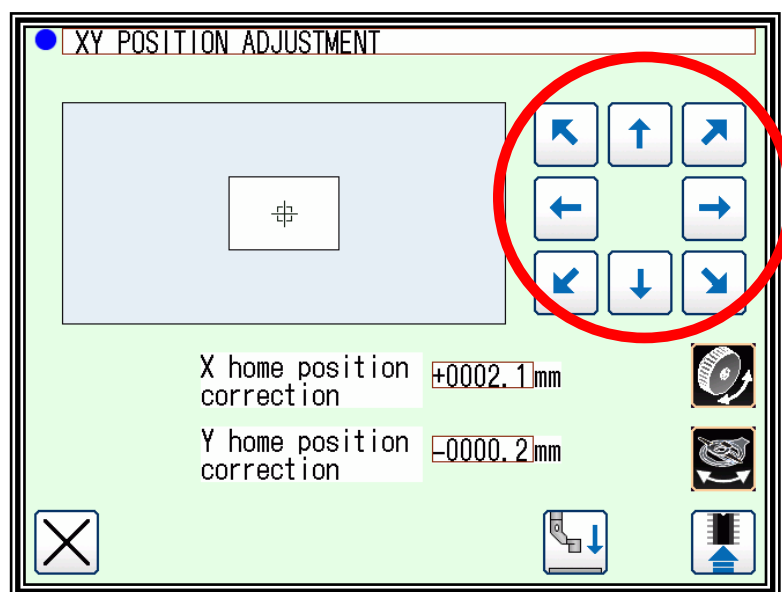 XY POSITION ADJUSTMENT
X home position
correction
+0002.1mm
Y home position
correction
-0000.2mm